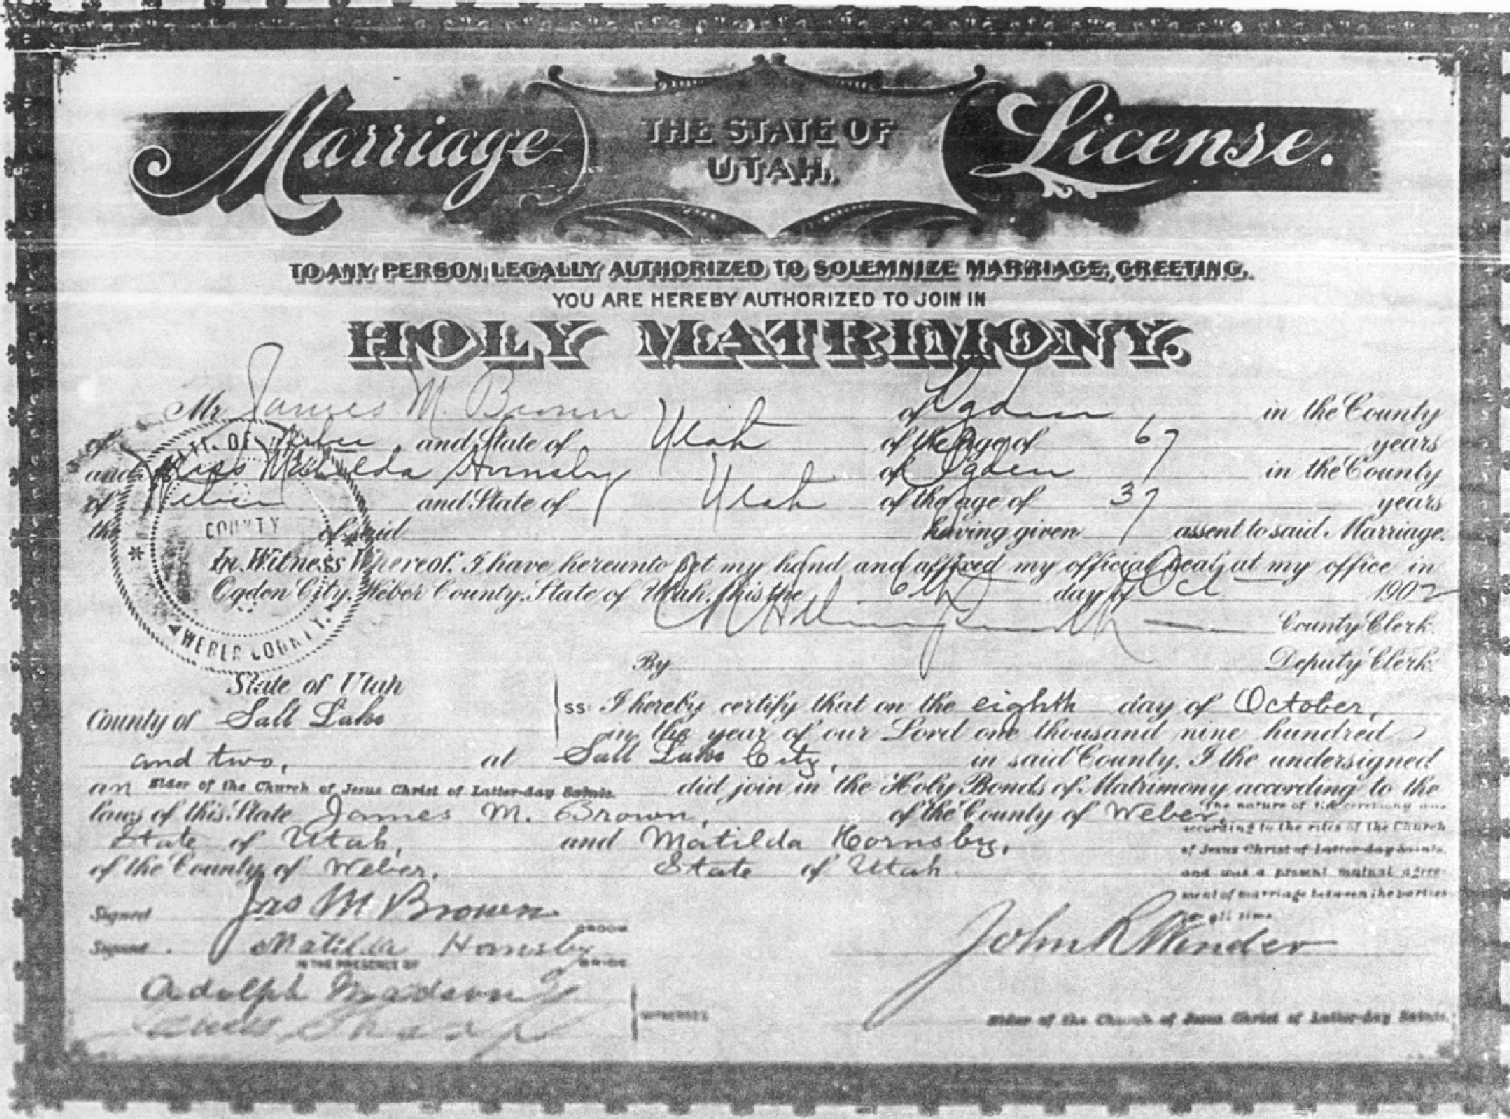 Marriage THE STATE OF UTAH. License.
TO ANY PERSON LEGALLY AUTHORIZED TO SOLEMNIZE MARRIAGE, GREETING.
YOU ARE HEREBY AUTHORIZED TO JOIN IN
HOLY MATRIMONY.
Mr. James M. Brown Utah of Ogden in the County
of Weber and State of Utah of the Age of 67 years
and Miss Matilda Hornsby Utah of Ogden in the County
of Weber and State of Utah of the age of 37 years
the of said having given assent to said Marriage.
In Witness Whereof, I have hereunto set my hand and affixed my official seal, at my office in
Ogden City, Weber County, State of Utah, this the 6th day of Oct 1902
County Clerk.
By Deputy Clerk.
COUNTY
WEBER COUNTY.
State of Utah
County of Salt Lake
ss: I hereby certify that on the eighth day of October,
in the year of our Lord one thousand nine hundred
and two, at Salt Lake City, in said County, I the undersigned
an Elder of the Church of Jesus Christ of Latter-day Saints. did join in the Holy Bonds of Matrimony according to the
laws of this State James M. Brown, of the County of Weber,
State of Utah, and Matilda Hornsby,
of the County of Weber. State of Utah.
The nature of the ceremony was
according to the rites of the Church
of Jesus Christ of Latter-day Saints,
and was a present mutual agree-
ment of marriage between the parties
for all time.
Signed Jas M Brown GROOM
Signed Matilda Hornsby BRIDE
IN THE PRESENCE OF
Adolph Madson
WITNESSES
John R Winder
Elder of the Church of Jesus Christ of Latter-day Saints.